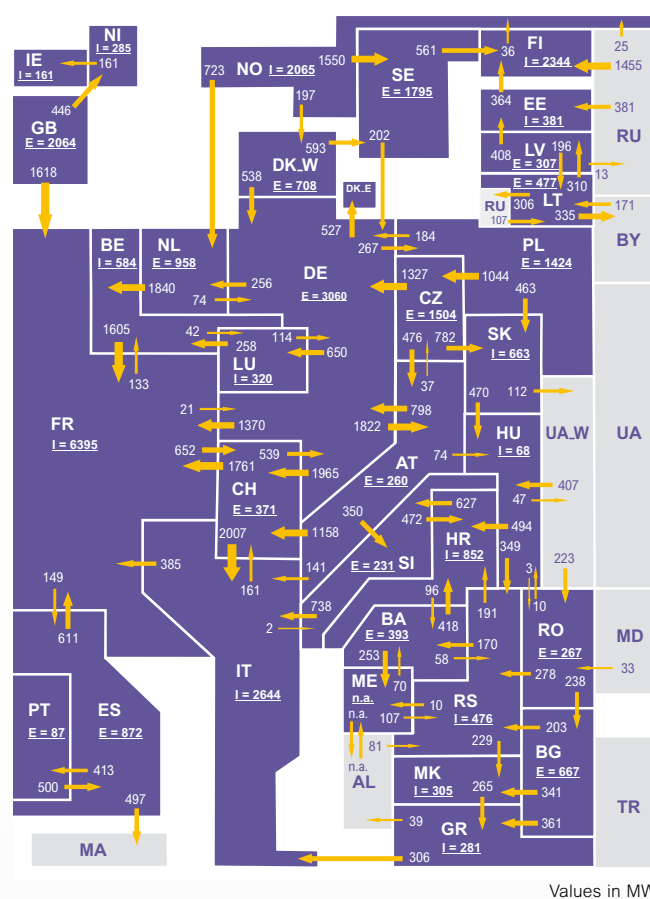 NI
I = 285
IE
I = 161
161
446
GB
E = 2064
1618
723
NO
I = 2065
1550
197
593
SE
E = 1795
561
202
36
FI
I = 2344
25
1455
364
EE
I = 381
381
RU
408
LV
E = 307
196
13
E = 477
LT
310
306
RU
107
335
171
BY
DK_W
E = 708
538
DK_E
527
184
267
BE
I = 584
NL
E = 958
1840
256
74
DE
E = 3060
1327
1044
CZ
E = 1504
PL
E = 1424
463
1605
133
42
258
114
650
LU
I = 320
476
782
37
SK
I = 663
470
112
FR
I = 6395
21
1370
798
1822
652
1761
539
1965
CH
E = 371
AT
E = 260
74
HU
I = 68
UA_W
UA
407
47
2007
1158
350
627
472
494
HR
I = 852
349
223
385
161
141
E = 231
SI
3
10
149
611
738
2
96
418
191
BA
E = 393
170
58
RO
E = 267
MD
33
IT
I = 2644
253
70
278
238
PT
E = 87
ES
E = 872
ME
n.a.
n.a.
10
107
RS
I = 476
203
229
81
n.a.
AL
BG
E = 667
413
500
497
MK
I = 305
265
341
TR
39
GR
I = 281
361
MA
306
Values in MW